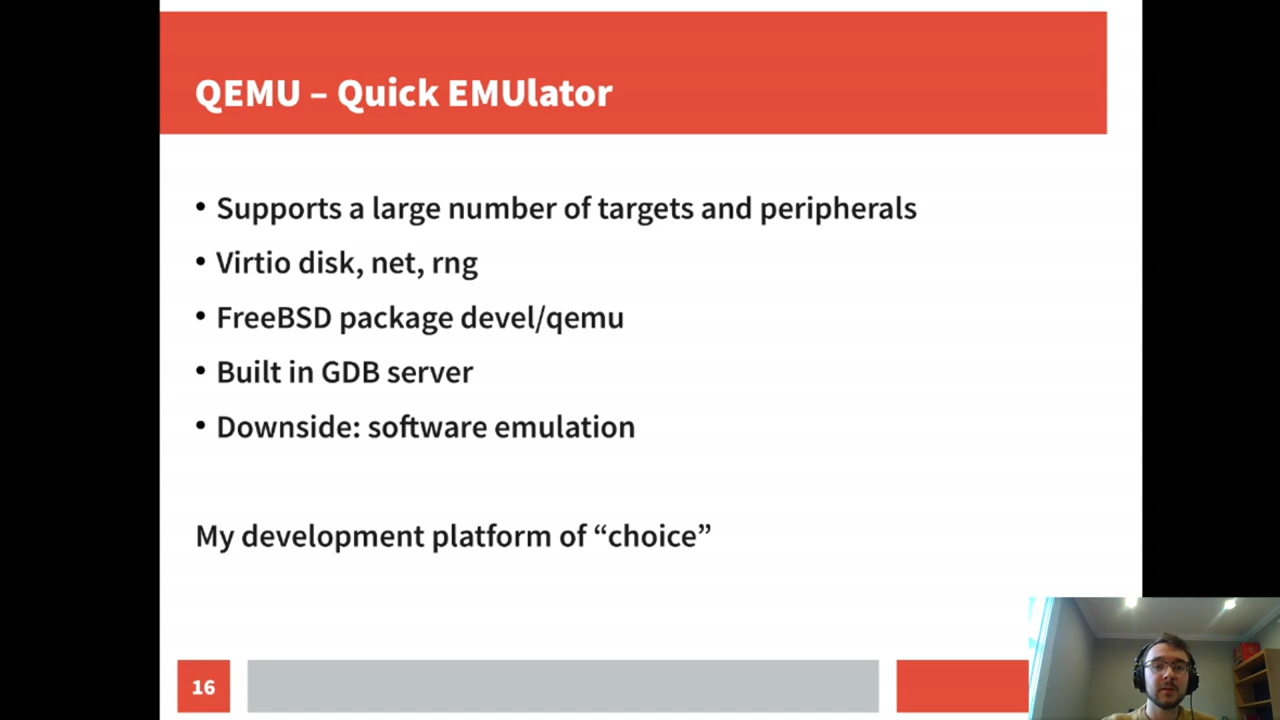 QEMU – Quick EMUlator
• Supports a large number of targets and peripherals
• Virtio disk, net, rng
• FreeBSD package devel/qemu
• Built in GDB server
• Downside: software emulation
My development platform of “choice”
16